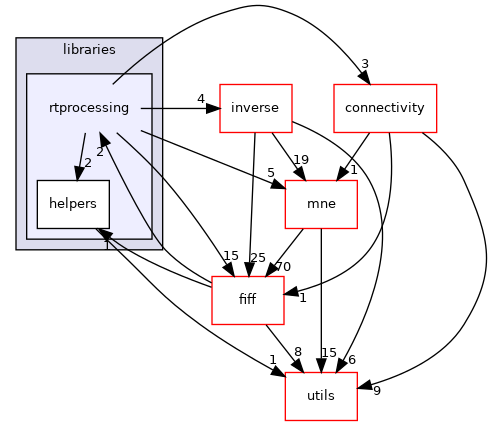 libraries
3
rtprocessing
4
inverse
connectivity
2
2
19
1
5
helpers
mne
1
15
25
70
fiff
1
8
15
1
6
utils
9